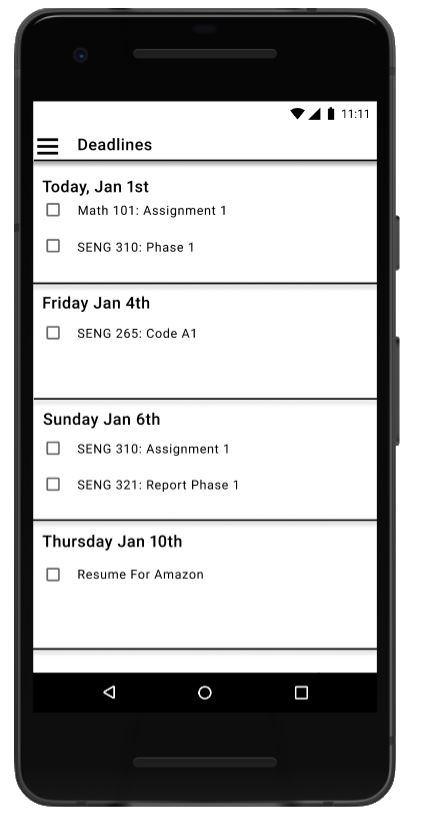 11:11
Deadlines
Today, Jan 1st
Math 101: Assignment 1
SENG 310: Phase 1
Friday Jan 4th
SENG 265: Code A1
Sunday Jan 6th
SENG 310: Assignment 1
SENG 321: Report Phase 1
Thursday Jan 10th
Resume For Amazon